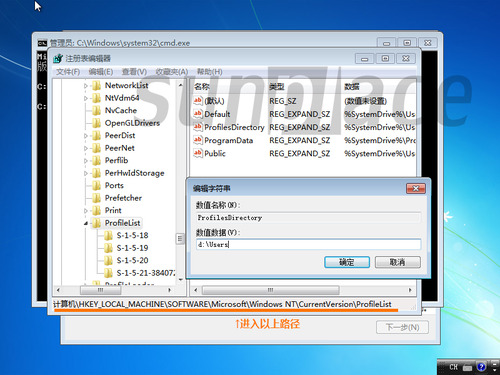 管理员: C:\Windows\system32\cmd.exe
Mi
版
C:
C:
注册表编辑器
文件(F) 编辑(E) 查看(V) 收藏夹(A) 帮助(H)
NetworkList
NtVdm64
NvCache
OpenGLDrivers
PeerDist
PeerNet
Perflib
PerHwIdStorage
Ports
Prefetcher
Print
ProfileList
S-1-5-18
S-1-5-19
S-1-5-20
S-1-5-21-384072
ProfileLoader
名称 类型 数据
(默认) REG_SZ (数值未设置)
Default REG_EXPAND_SZ %SystemDrive%\Us
ProfilesDirectory REG_EXPAND_SZ %SystemDrive%\Us
ProgramData REG_EXPAND_SZ %SystemDrive%\Pro
Public REG_EXPAND_SZ %SystemDrive%\Us
sunplace
编辑字符串
数值名称(N):
ProfilesDirectory
数值数据(V):
d:\Users
确定 取消
计算机\HKEY_LOCAL_MACHINE\SOFTWARE\Microsoft\Windows NT\CurrentVersion\ProfileList
↑进入以上路径
下一步(N)
CH